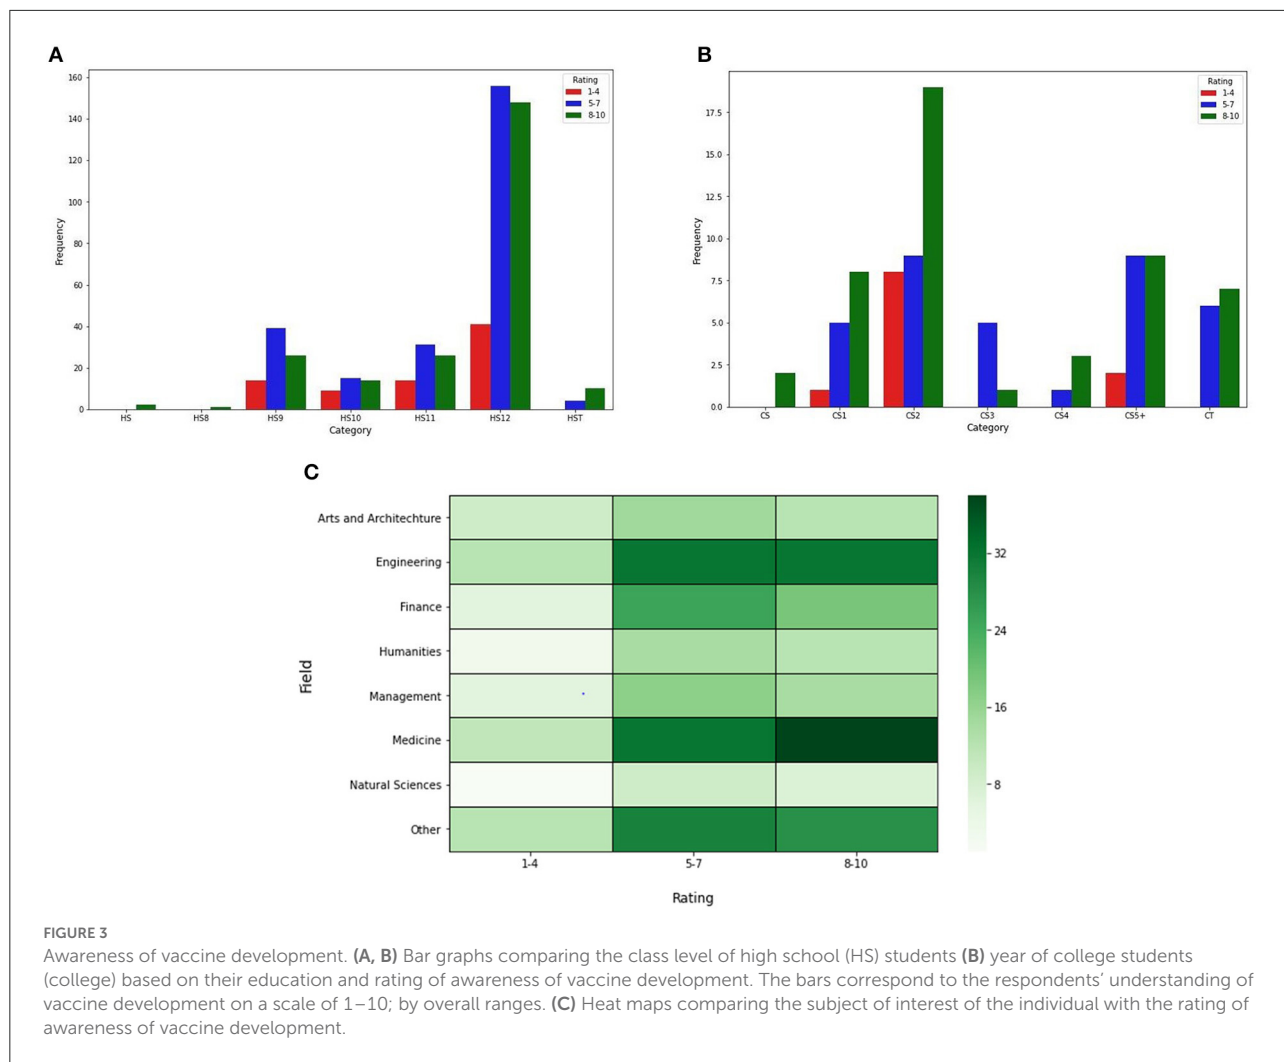 A
160
140
120
100
80
60
40
20
0
Frequency
Rating
1-4
5-7
8-10
HS HS8 HS9 HS10 HS11 HS12 HST
Category
B
17.5
15.0
12.5
10.0
7.5
5.0
2.5
0.0
Frequency
Rating
1-4
5-7
8-10
CS CS1 CS2 CS3 CS4 CS5+ CT
Category
C
Field
Arts and Architechture
Engineering
Finance
Humanities
Management
Medicine
Natural Sciences
Other
1-4 5-7 8-10
Rating
32
24
16
8
FIGURE 3
Awareness of vaccine development. (A, B) Bar graphs comparing the class level of high school (HS) students (B) year of college students
(college) based on their education and rating of awareness of vaccine development. The bars correspond to the respondents' understanding of
vaccine development on a scale of 1–10; by overall ranges. (C) Heat maps comparing the subject of interest of the individual with the rating of
awareness of vaccine development.